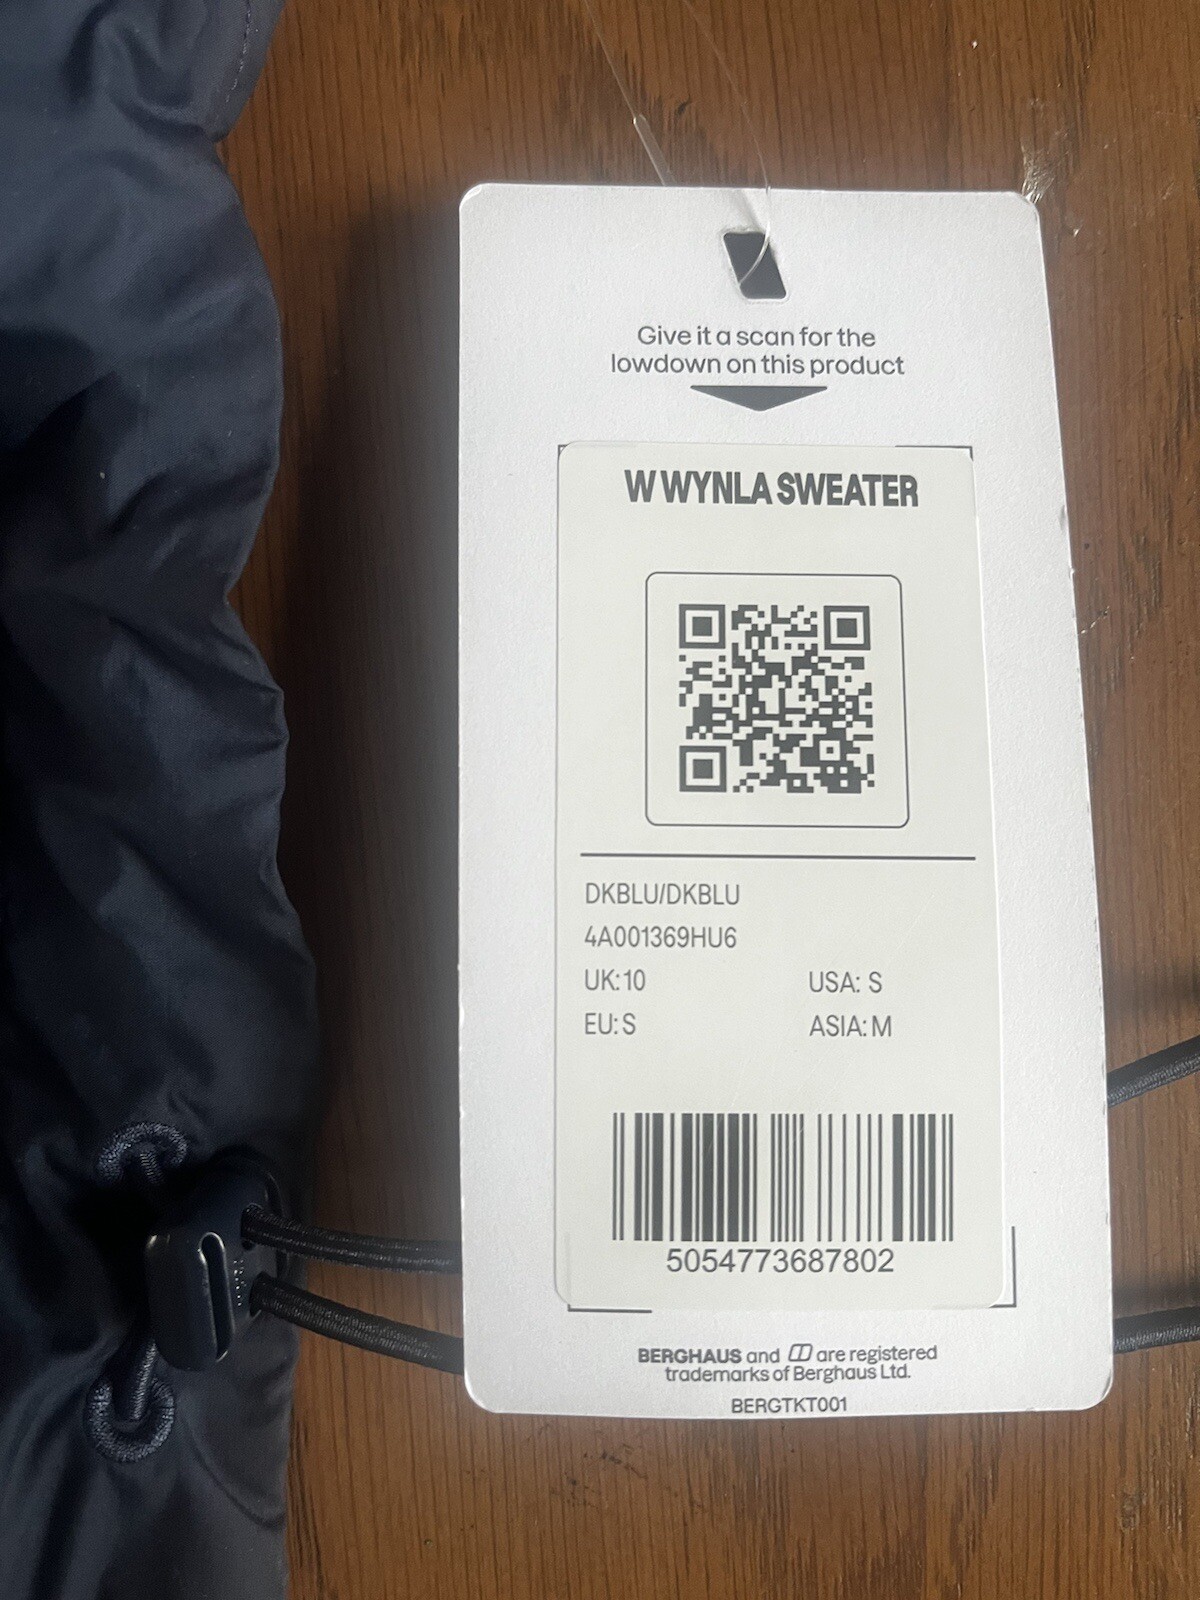 Give it a scan for the
lowdown on this product
W WYNLA SWEATER
DKBLU/DKBLU
4A001369HU6
UK:10 USA: S
EU:S ASIA:M
5054773687802
BERGHAUS and are registered
trademarks of Berghaus Ltd.
BERGTKT001